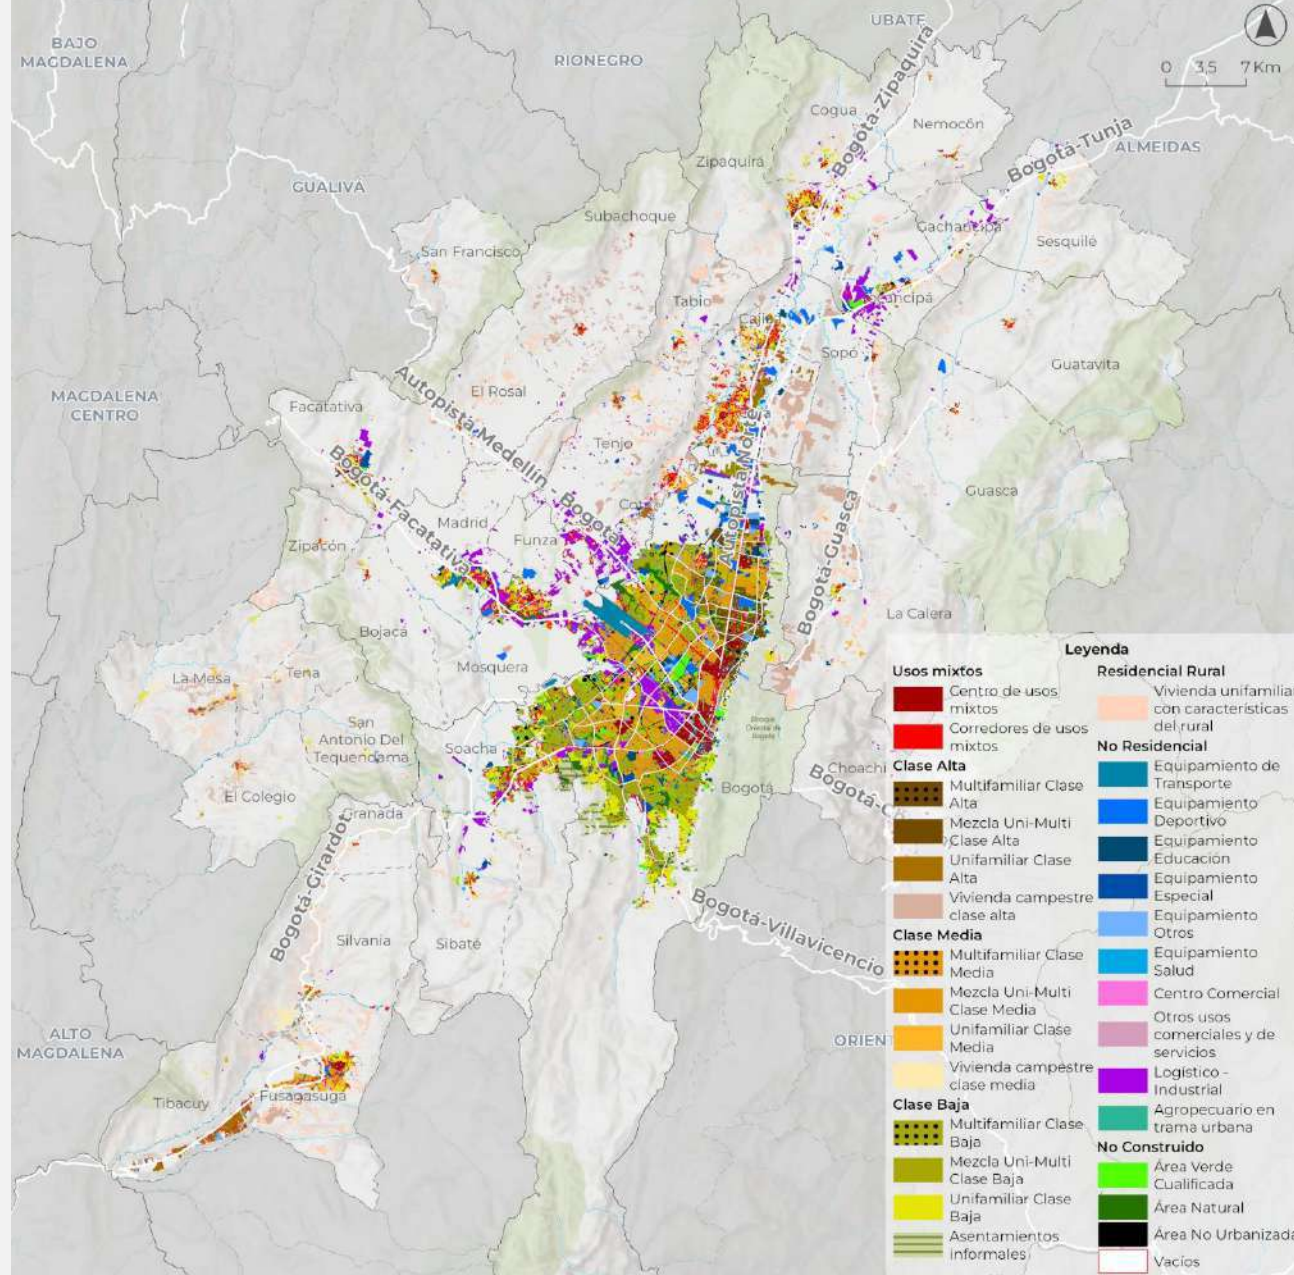 UBATÉ
BAJO
MAGDALENA
RIONEGRO
0 3,5 7 Km
Cogua
Bogotá-Zipaquirá
Nemocón
Bogotá-Tunja
ALMEIDAS
Zipaquirá
GUALIVÁ
Subachoque
Gachancipá
Sesquilé
San Francisco
Tabio
Tocancipá
Cajicá
Sopó
Guatavita
MAGDALENA
CENTRO
El Rosal
Facatativa
Autopista Medellín - Bogotá
Tenjo
Autopista Norte
Bogotá-Facatativa
Guasca
Madrid
Funza
Zipacón
Bogotá-Guasca
La Calera
Bojacá
Mosquera
La Mesa
Tena
San
Antonio Del
Tequendama
Soacha
Bosque
Oriental de
Bogotá
Bogotá
Choachí
El Colegio
Granada
Bogotá-Girardot
Bogotá-Villavicencio
Silvania
Sibaté
ALTO
MAGDALENA
Tibacuy
Fusagasugá
Leyenda
Usos mixtos
Centro de usos
mixtos
Corredores de usos
mixtos
Clase Alta
Multifamiliar Clase
Alta
Mezcla Uni-Multi
Clase Alta
Unifamiliar Clase
Alta
Vivienda campestre
clase alta
Clase Media
Multifamiliar Clase
Media
Mezcla Uni-Multi
Clase Media
Unifamiliar Clase
Media
Vivienda campestre
clase media
Clase Baja
Multifamiliar Clase
Baja
Mezcla Uni-Multi
Clase Baja
Unifamiliar Clase
Baja
Asentamientos
informales
Residencial Rural
Vivienda unifamiliar
con características
del rural
No Residencial
Equipamiento de
Transporte
Equipamiento
Deportivo
Equipamiento
Educación
Equipamiento
Especial
Equipamiento
Otros
Equipamiento
Salud
Centro Comercial
Otros usos
comerciales y de
servicios
Logístico -
Industrial
Agropecuario en
trama urbana
No Construido
Área Verde
Cualificada
Área Natural
Área No Urbanizada
Vacíos